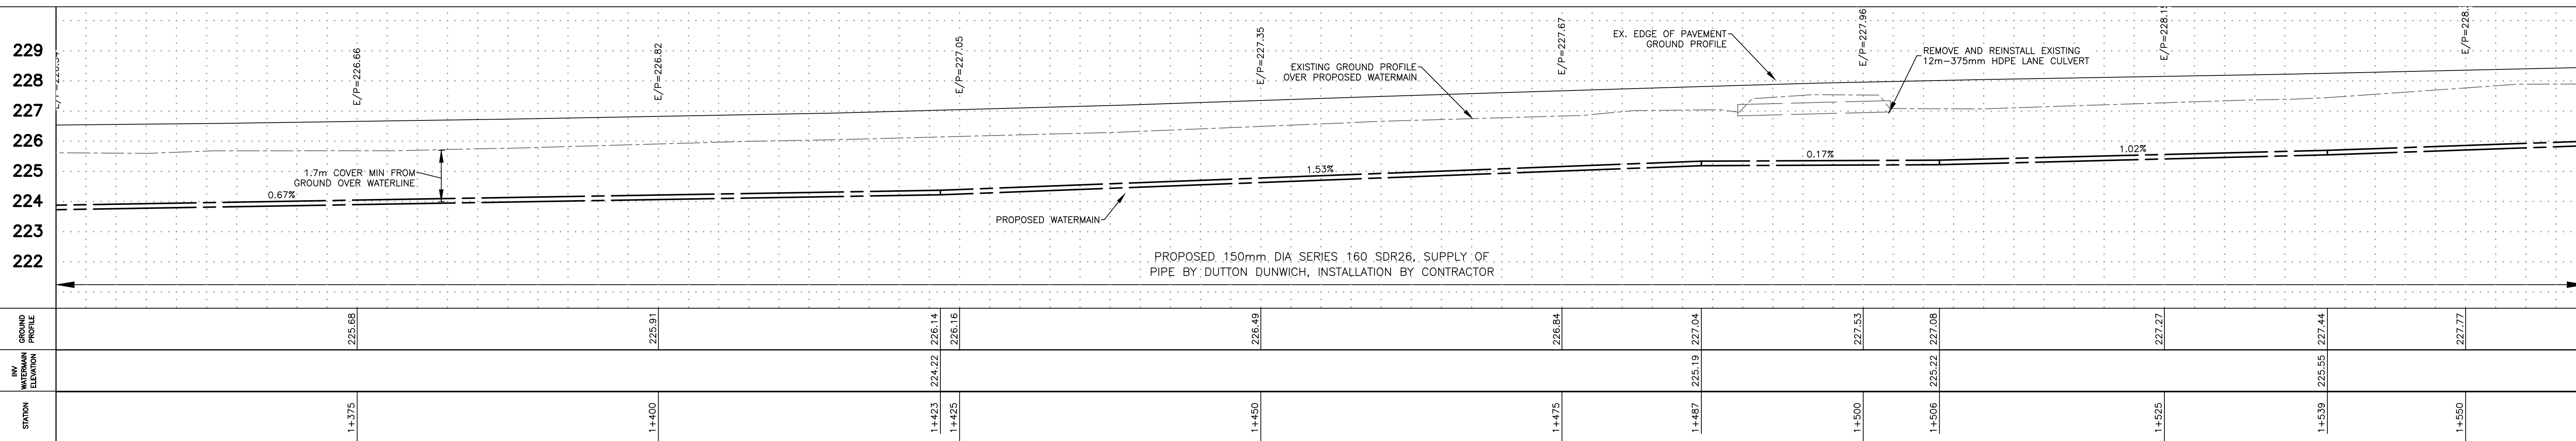 229
228
227
226
225
224
223
222
E/P=226.66
E/P=226.82
E/P=227.05
E/P=227.35
E/P=227.67
E/P=227.96
EX. EDGE OF PAVEMENT
GROUND PROFILE
REMOVE AND REINSTALL EXISTING
12m-375mm HDPE LANE CULVERT
EXISTING GROUND PROFILE
OVER PROPOSED WATERMAIN
1.7m COVER MIN FROM
GROUND OVER WATERLINE
0.67%
1.53%
0.17%
1.02%
PROPOSED WATERMAIN
PROPOSED 150mm DIA SERIES 160 SDR26, SUPPLY OF
PIPE BY DUTTON DUNWICH, INSTALLATION BY CONTRACTOR
GROUND
PROFILE
225.68
225.91
226.14
226.16
226.49
226.84
227.04
227.53
227.08
227.27
227.44
227.77
INV
WATERMAIN
ELEVATION
224.22
225.19
225.22
225.55
STATION
1+375
1+400
1+423
1+425
1+450
1+475
1+487
1+500
1+506
1+525
1+539
1+550